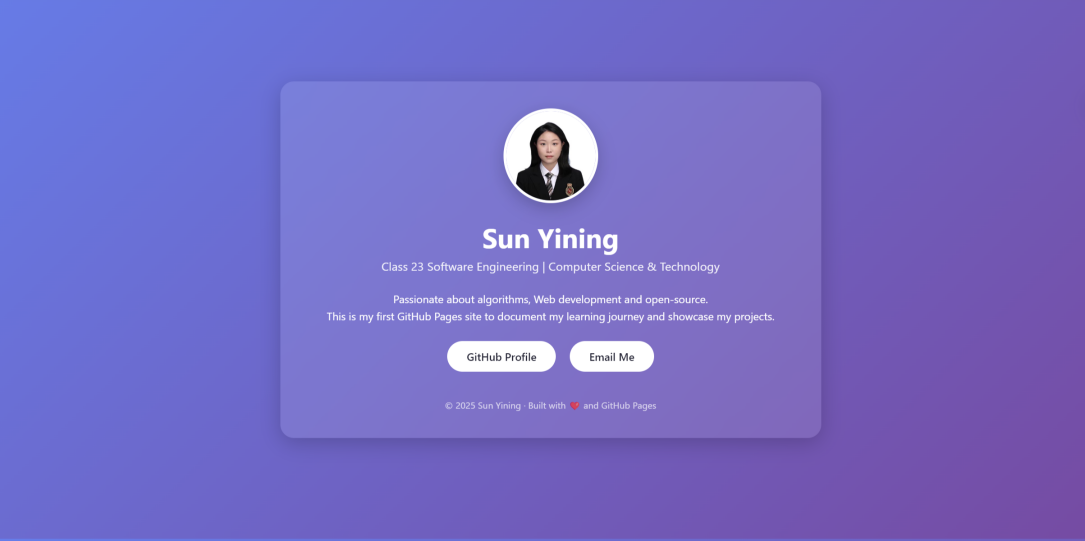 Sun Yining
Class 23 Software Engineering | Computer Science & Technology
Passionate about algorithms, Web development and open-source.
This is my first GitHub Pages site to document my learning journey and showcase my projects.
GitHub Profile
Email Me
© 2025 Sun Yining · Built with ❤️ and GitHub Pages